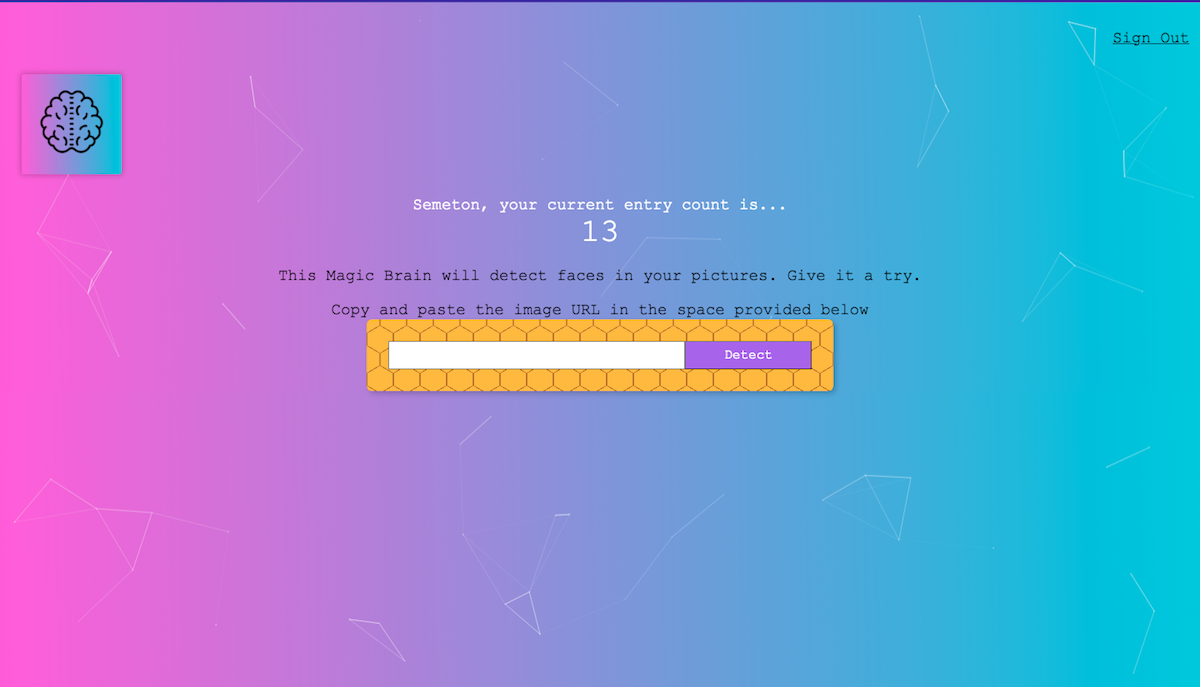 Sign Out
Semeton, your current entry count is...
13
This Magic Brain will detect faces in your pictures. Give it a try.
Copy and paste the image URL in the space provided below
Detect